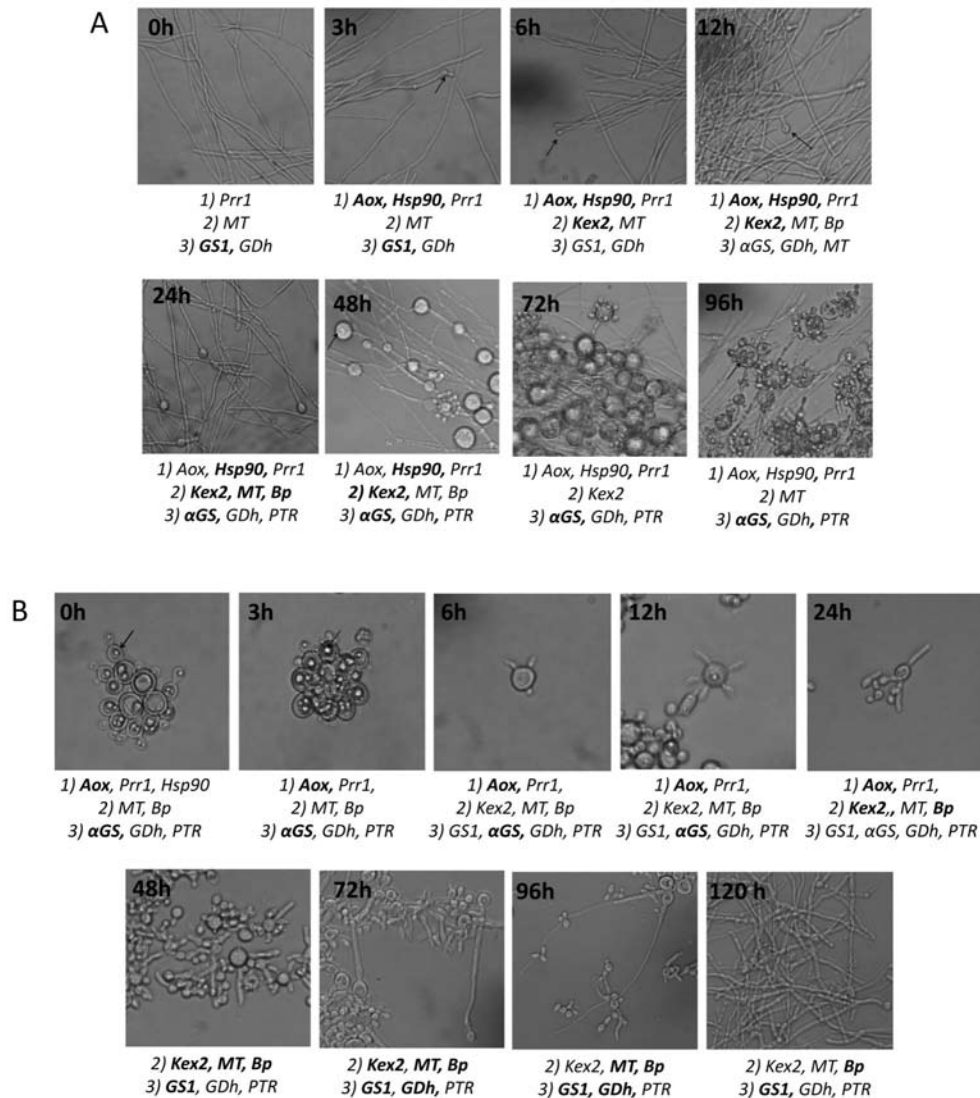 A
0h
3h
6h
12h
1) Prr1
2) MT
3) GS1, GDh
1) Aox, Hsp90, Prr1
2) MT
3) GS1, GDh
1) Aox, Hsp90, Prr1
2) Kex2, MT
3) GS1, GDh
1) Aox, Hsp90, Prr1
2) Kex2, MT, Bp
3) αGS, GDh, MT
24h
48h
72h
96h
1) Aox, Hsp90, Prr1
2) Kex2, MT, Bp
3) αGS, GDh, PTR
1) Aox, Hsp90, Prr1
2) Kex2, MT, Bp
3) αGS, GDh, PTR
1) Aox, Hsp90, Prr1
2) Kex2
3) αGS, GDh, PTR
1) Aox, Hsp90, Prr1
2) MT
3) αGS, GDh, PTR
B
0h
3h
6h
12h
24h
1) Aox, Prr1, Hsp90
2) MT, Bp
3) αGS, GDh, PTR
1) Aox, Prr1,
2) MT, Bp
3) αGS, GDh, PTR
1) Aox, Prr1,
2) Kex2, MT, Bp
3) GS1, αGS, GDh, PTR
1) Aox, Prr1,
2) Kex2, MT, Bp
3) GS1, αGS, GDh, PTR
1) Aox, Prr1,
2) Kex2,, MT, Bp
3) GS1, αGS, GDh, PTR
48h
72h
96h
120 h
2) Kex2, MT, Bp
3) GS1, GDh, PTR
2) Kex2, MT, Bp
3) GS1, GDh, PTR
2) Kex2, MT, Bp
3) GS1, GDh, PTR
2) Kex2, MT, Bp
3) GS1, GDh, PTR